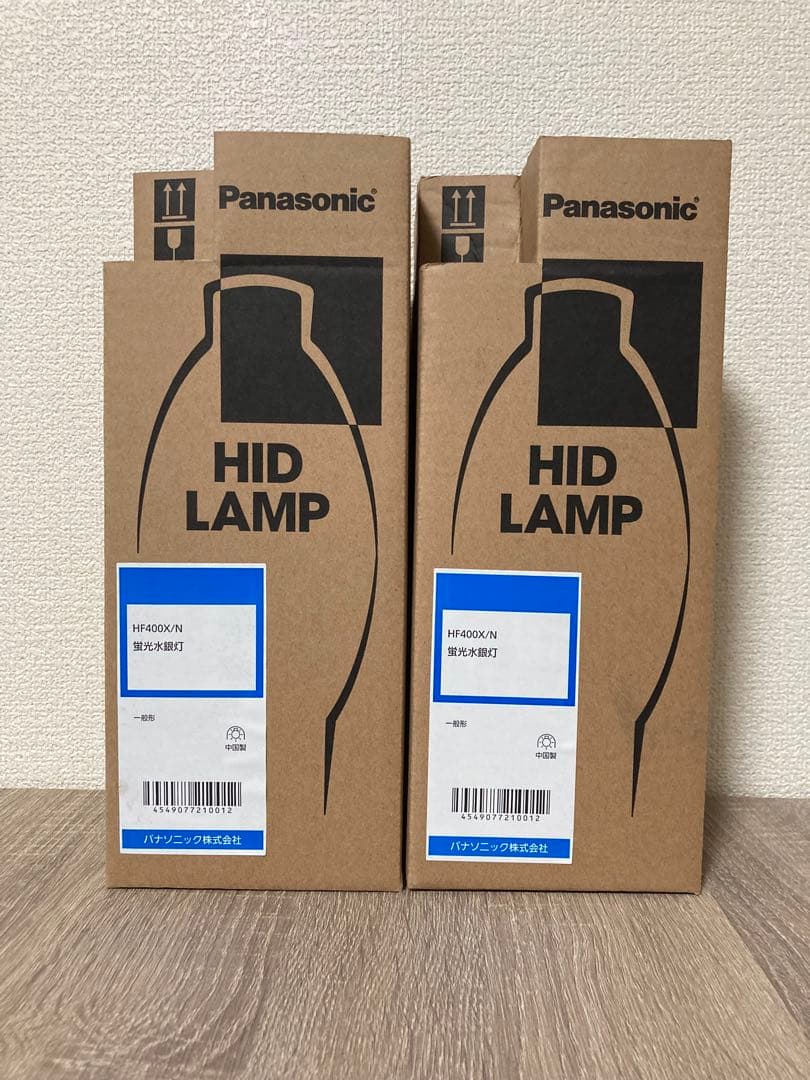 Panasonic®
HID
LAMP
HF400X/N
蛍光水銀灯
一般形
中国製
4549077210012
パナソニック株式会社
Panasonic®
HID
LAMP
HF400X/N
蛍光水銀灯
一般形
中国製
4549077210012
パナソニック株式会社